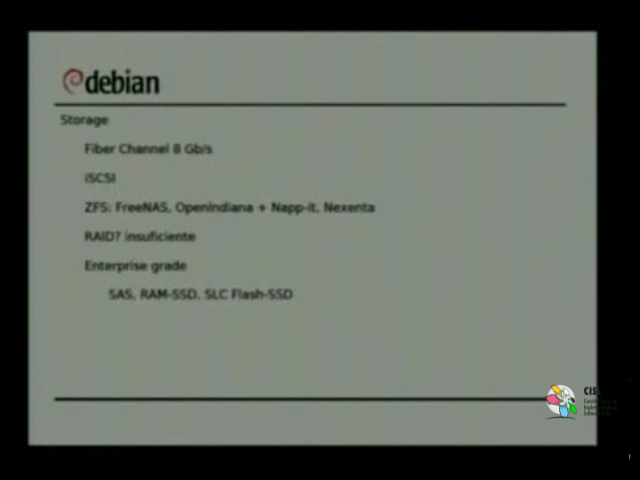 debian
Storage
Fiber Channel 8 Gb/s
iSCSI
ZFS: FreeNAS, OpenIndiana + Napp-it, Nexenta
RAID? insuficiente
Enterprise grade
SAS, RAM-SSD, SLC Flash-SSD
CIS